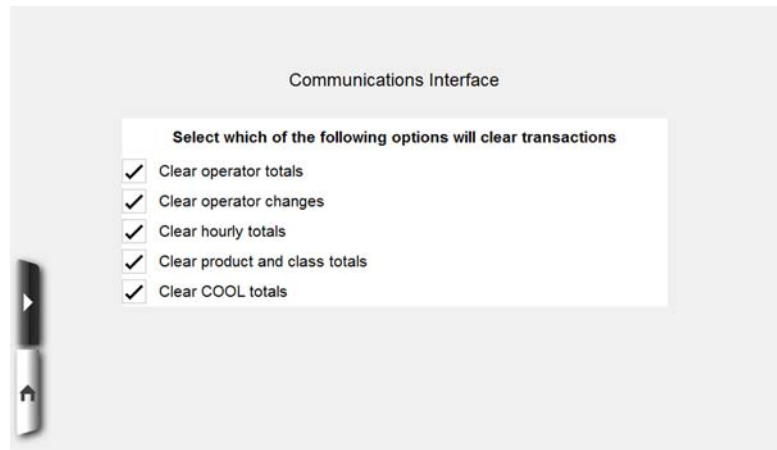 Communications Interface
Select which of the following options will clear transactions
Clear operator totals
Clear operator changes
Clear hourly totals
Clear product and class totals
Clear COOL totals